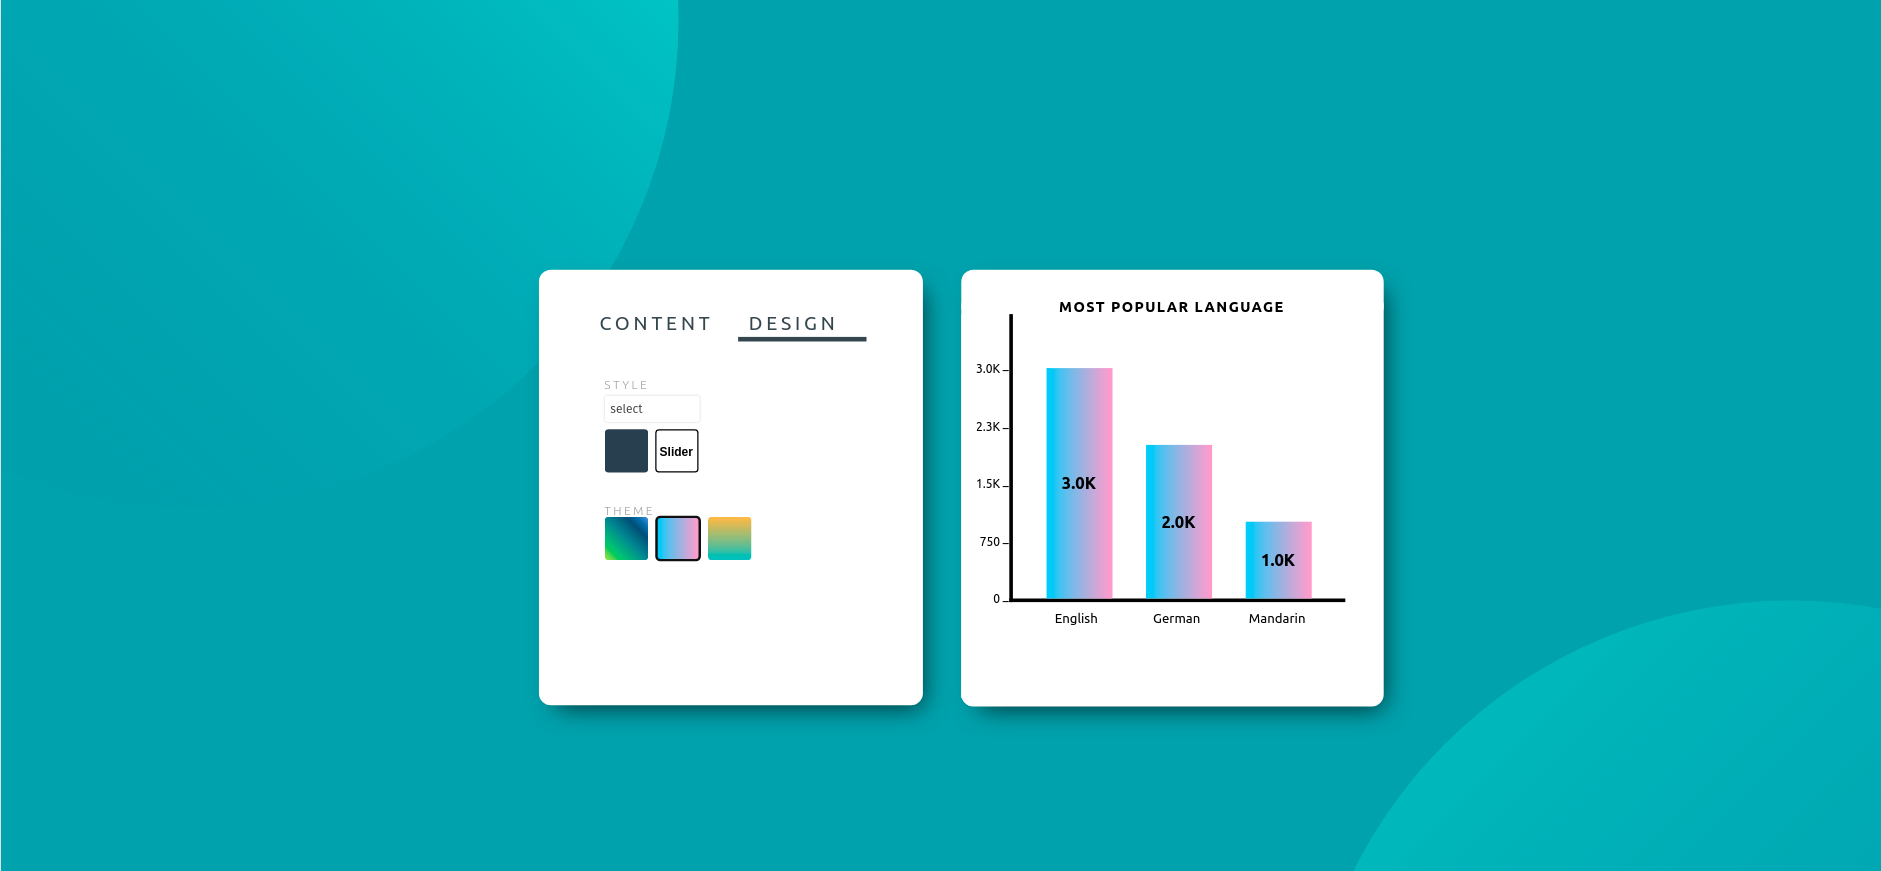 CONTENT DESIGN
STYLE
select
Slider
THEME
MOST POPULAR LANGUAGE
3.0K
2.3K
1.5K
750
0
3.0K
2.0K
1.0K
English German Mandarin